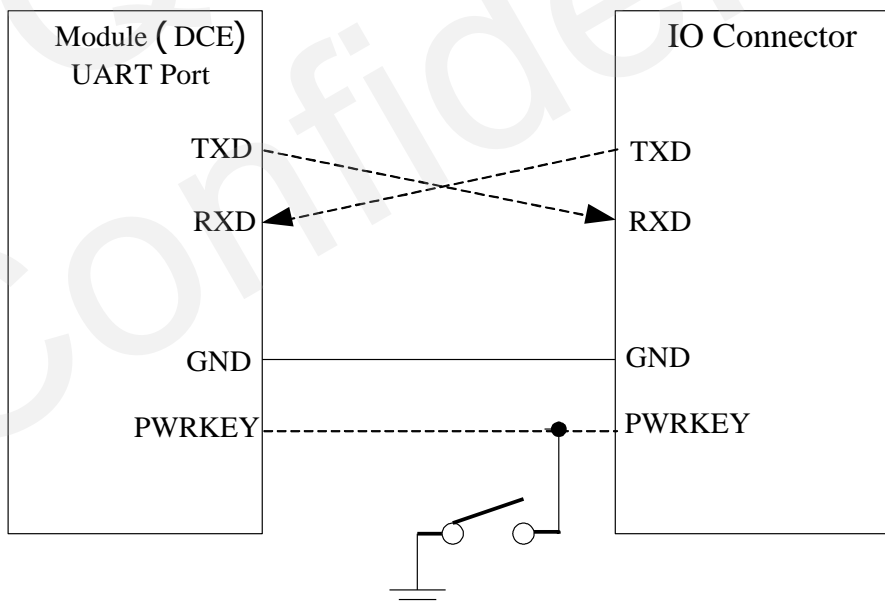 Module ( DCE)
UART Port
IO Connector
TXD
TXD
RXD
RXD
GND
GND
PWRKEY
PWRKEY